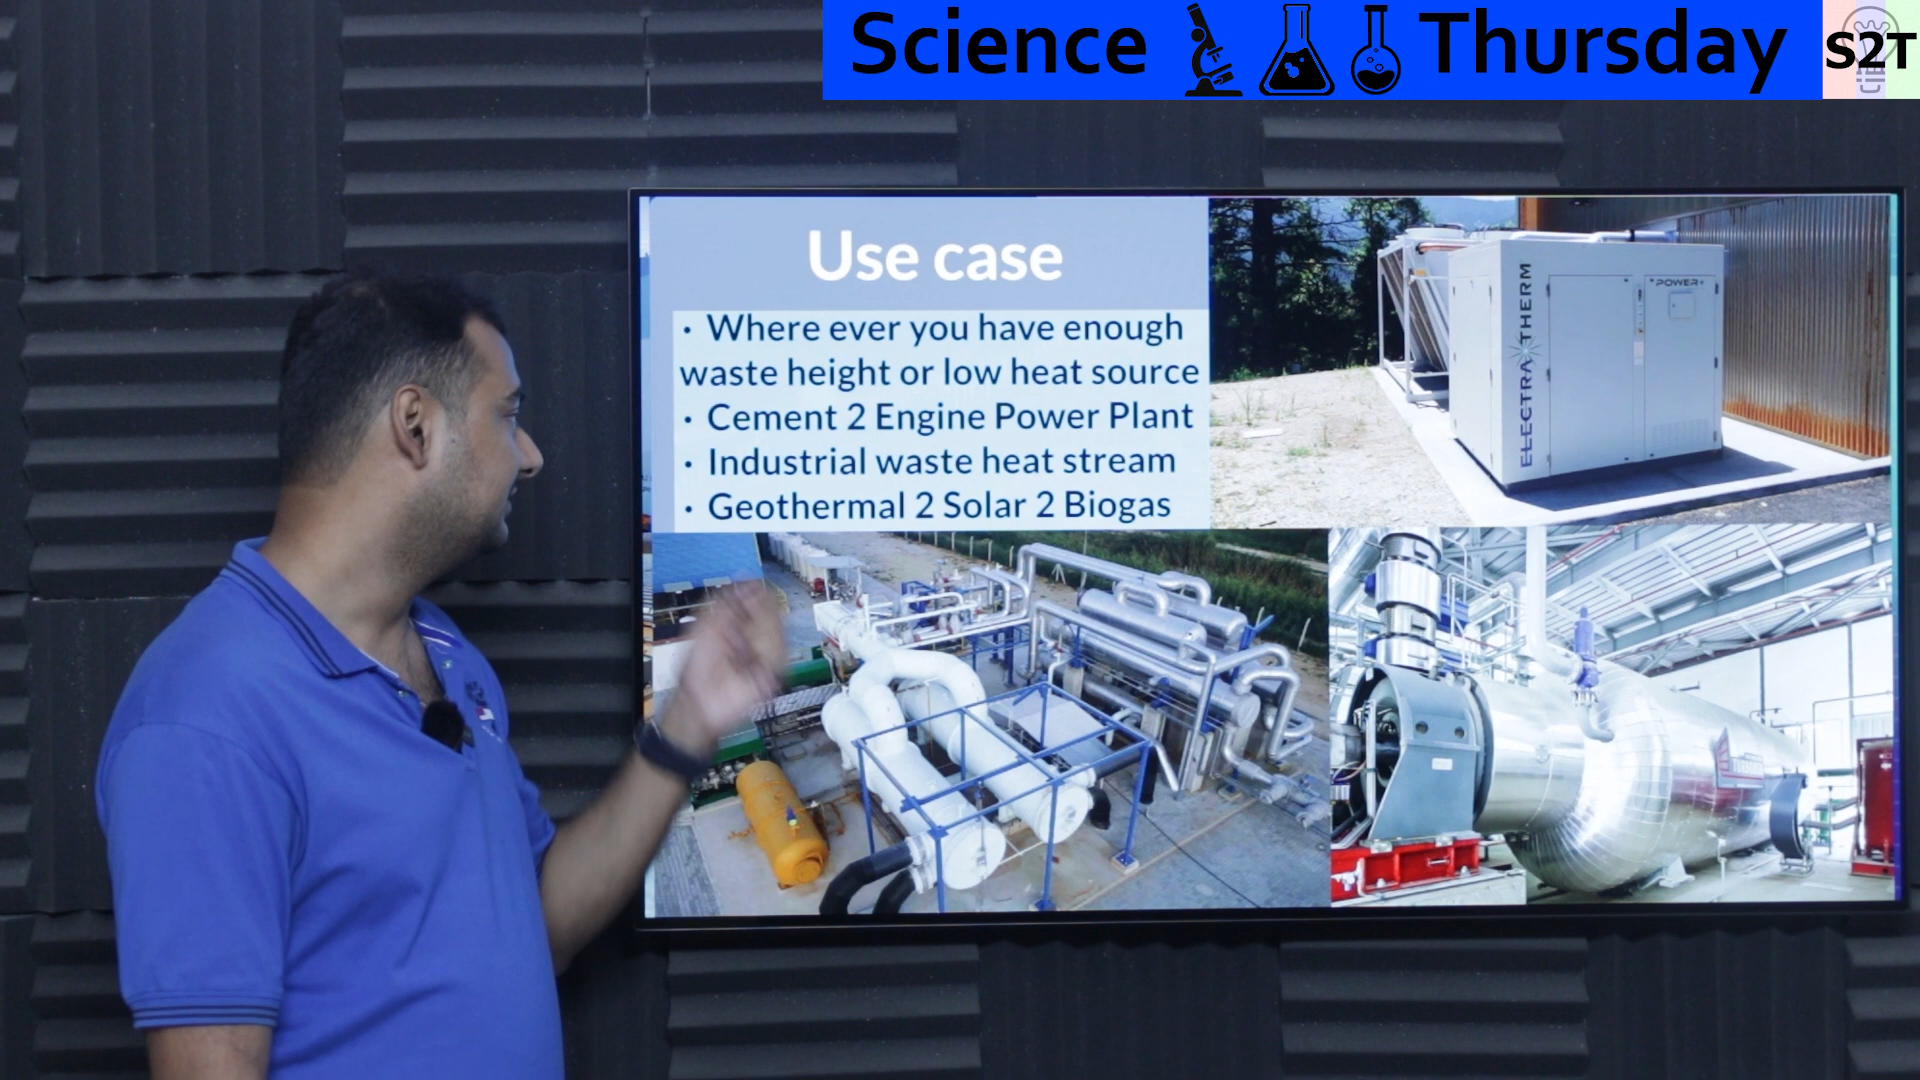 Science Thursday
S2T
Use case
• Where ever you have enough
waste height or low heat source
• Cement 2 Engine Power Plant
• Industrial waste heat stream
• Geothermal 2 Solar 2 Biogas
ELECTRATHERM
POWER+